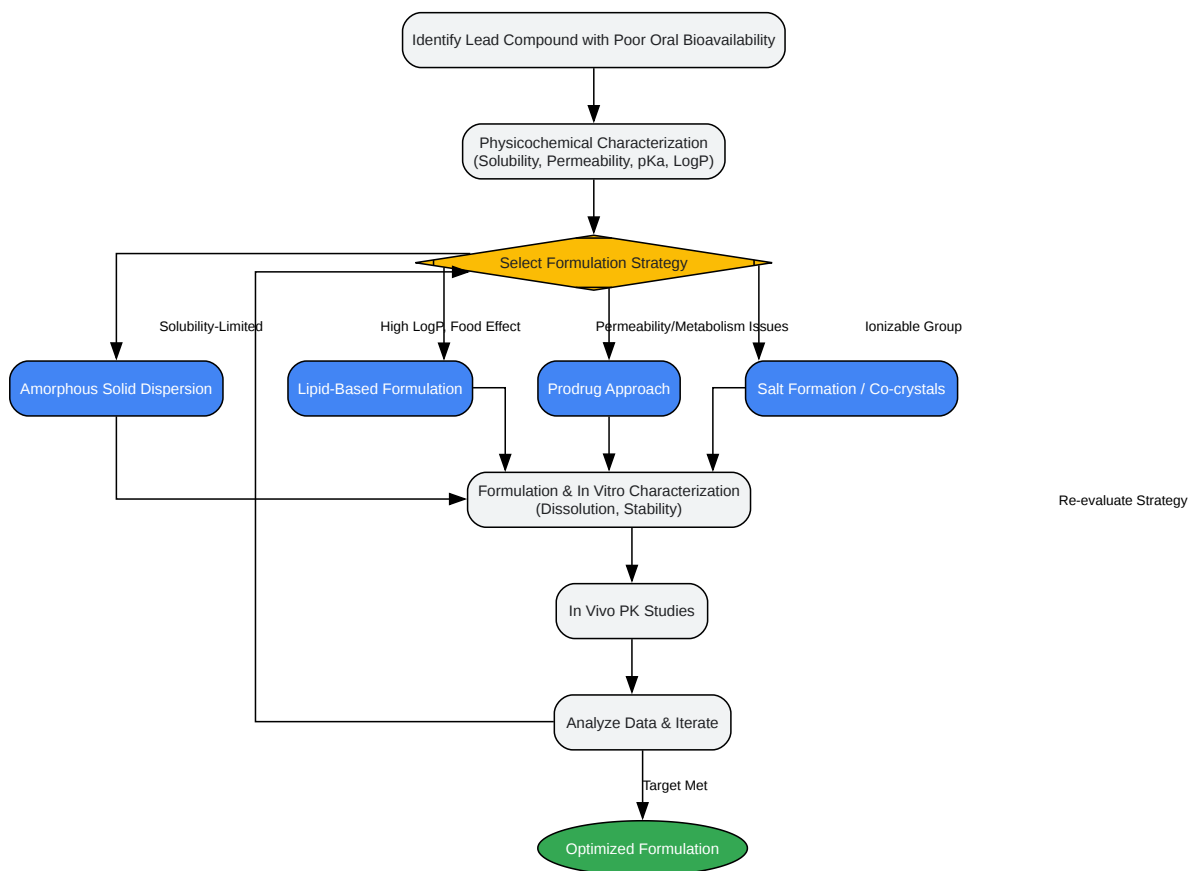 Identify Lead Compound with Poor Oral Bioavailability
Physicochemical Characterization
(Solubility, Permeability, pKa, LogP)
Select Formulation Strategy
Solubility-Limited
High LogP, Food Effect
Permeability/Metabolism Issues
Ionizable Group
Amorphous Solid Dispersion
Lipid-Based Formulation
Prodrug Approach
Salt Formation / Co-crystals
Formulation & In Vitro Characterization
(Dissolution, Stability)
Re-evaluate Strategy
In Vivo PK Studies
Analyze Data & Iterate
Target Met
Optimized Formulation